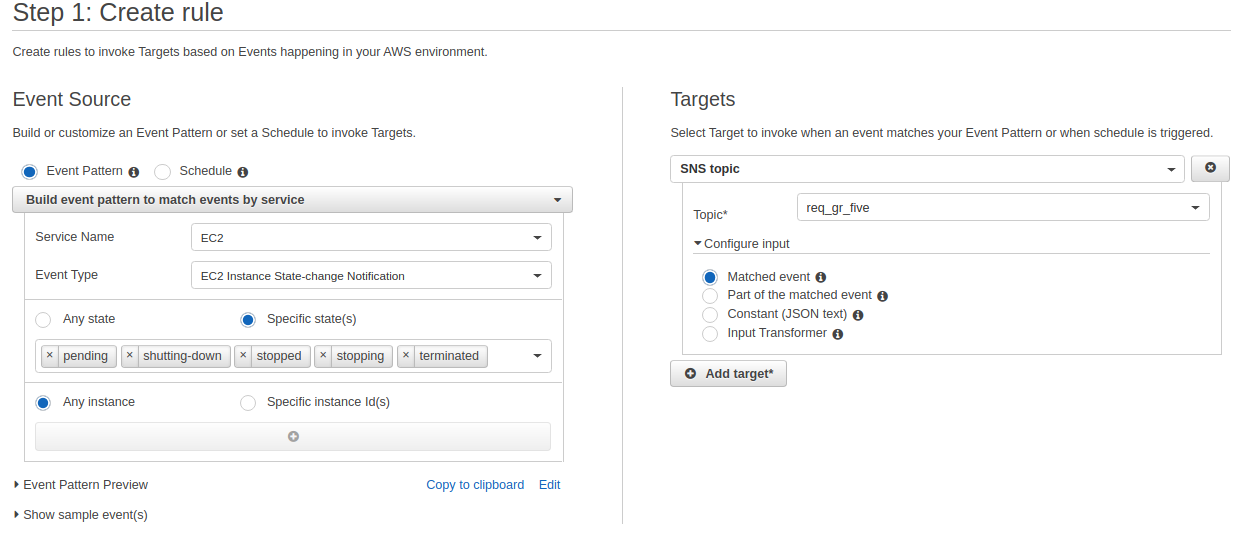 Step 1: Create rule
Create rules to invoke Targets based on Events happening in your AWS environment.
Event Source
Build or customize an Event Pattern or set a Schedule to invoke Targets.
Event Pattern Schedule
Build event pattern to match events by service
Service Name EC2
Event Type EC2 Instance State-change Notification
Any state Specific state(s)
× pending × shutting-down × stopped × stopping × terminated
Any instance Specific instance Id(s)
Event Pattern Preview Copy to clipboard Edit
Show sample event(s)
Targets
Select Target to invoke when an event matches your Event Pattern or when schedule is triggered.
SNS topic
Topic* req_gr_five
Configure input
Matched event
Part of the matched event
Constant (JSON text)
Input Transformer
Add target*